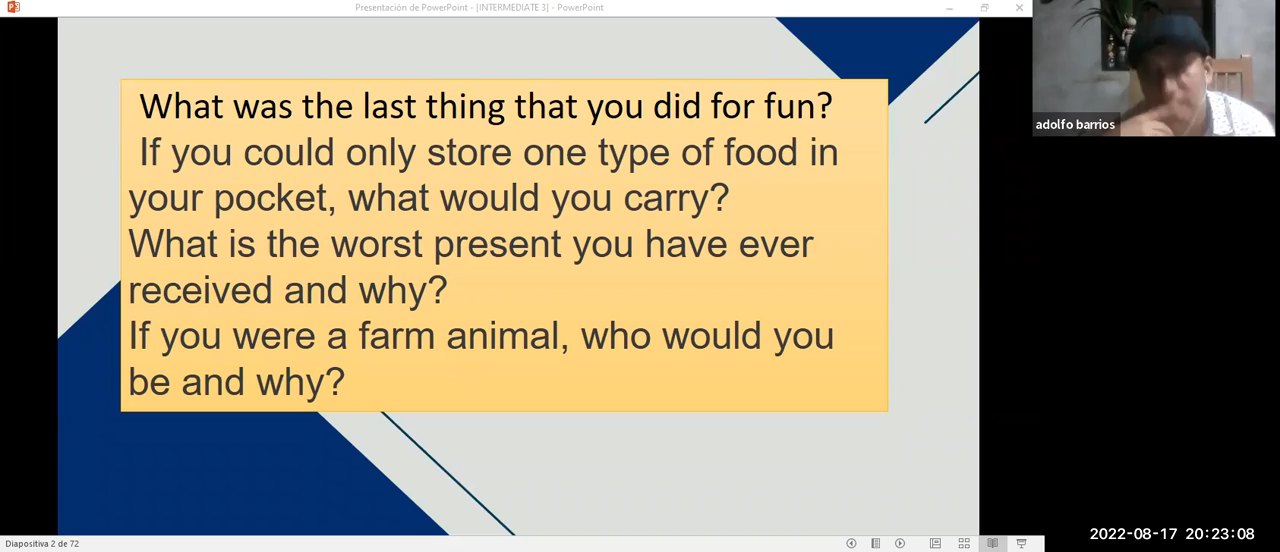 Presentación de PowerPoint - [INTERMEDIATE 3] - PowerPoint
What was the last thing that you did for fun?
If you could only store one type of food in
your pocket, what would you carry?
What is the worst present you have ever
received and why?
If you were a farm animal, who would you
be and why?
adolfo barrios
2022-08-17 20:23:08
Diapositiva 2 de 72